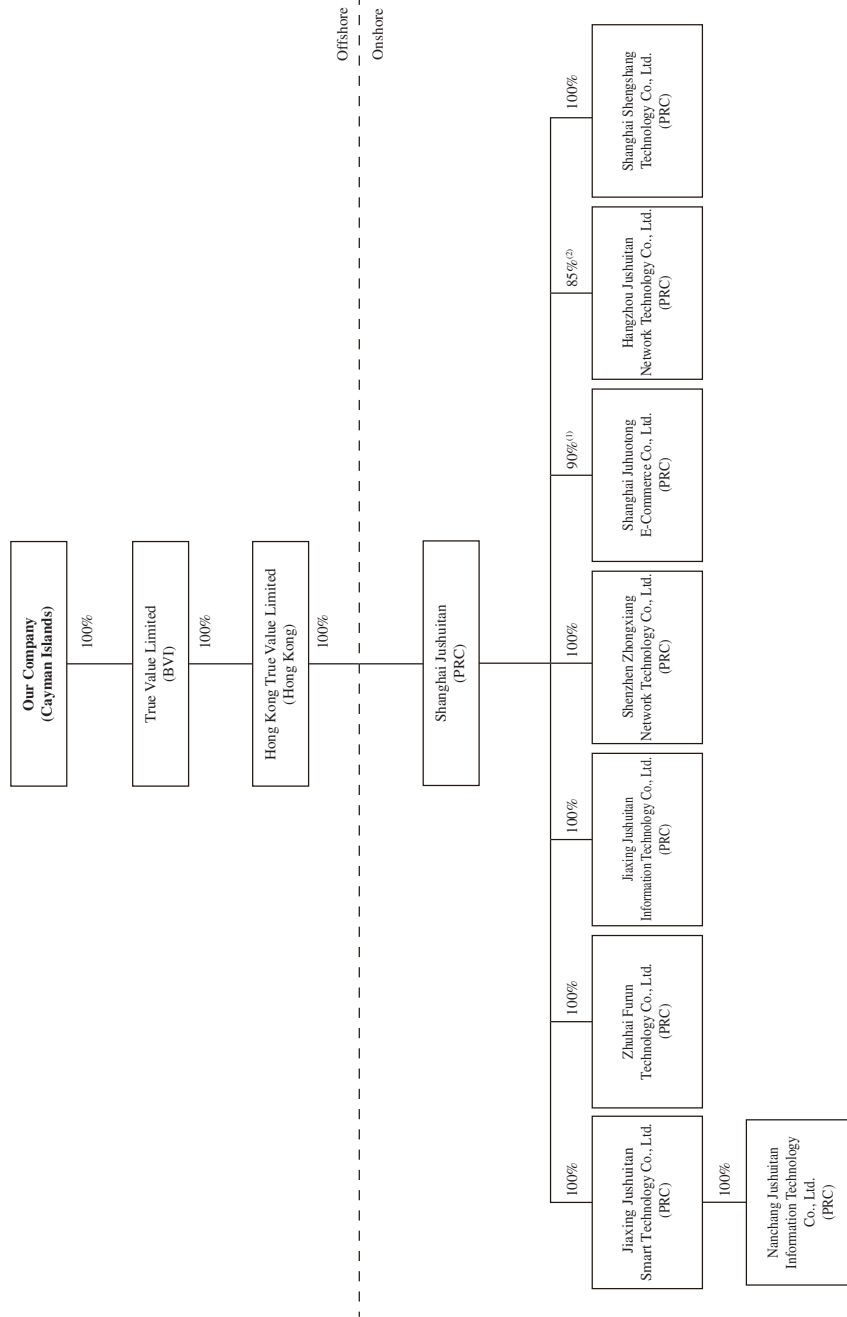 Our Company
(Cayman Islands)
100%
True Value Limited
(BVI)
100%
Hong Kong True Value Limited
(Hong Kong)
100%
Offshore
Onshore
Shanghai Jushuitan
(PRC)
100%
100%
100%
100%
90%(1)
85%(2)
100%
Jiaxing Jushuitan
Smart Technology Co., Ltd.
(PRC)
Zhuhai Furun
Technology Co., Ltd.
(PRC)
Jiaxing Jushuitan
Information Technology Co., Ltd.
(PRC)
Shenzhen Zhongxiang
Network Technology Co., Ltd.
(PRC)
Shanghai Juhuotong
E-Commerce Co., Ltd.
(PRC)
Hangzhou Jushuitan
Network Technology Co., Ltd.
(PRC)
Shanghai Shengshang
Technology Co., Ltd.
(PRC)
100%
Nanchang Jushuitan
Information Technology
Co., Ltd.
(PRC)